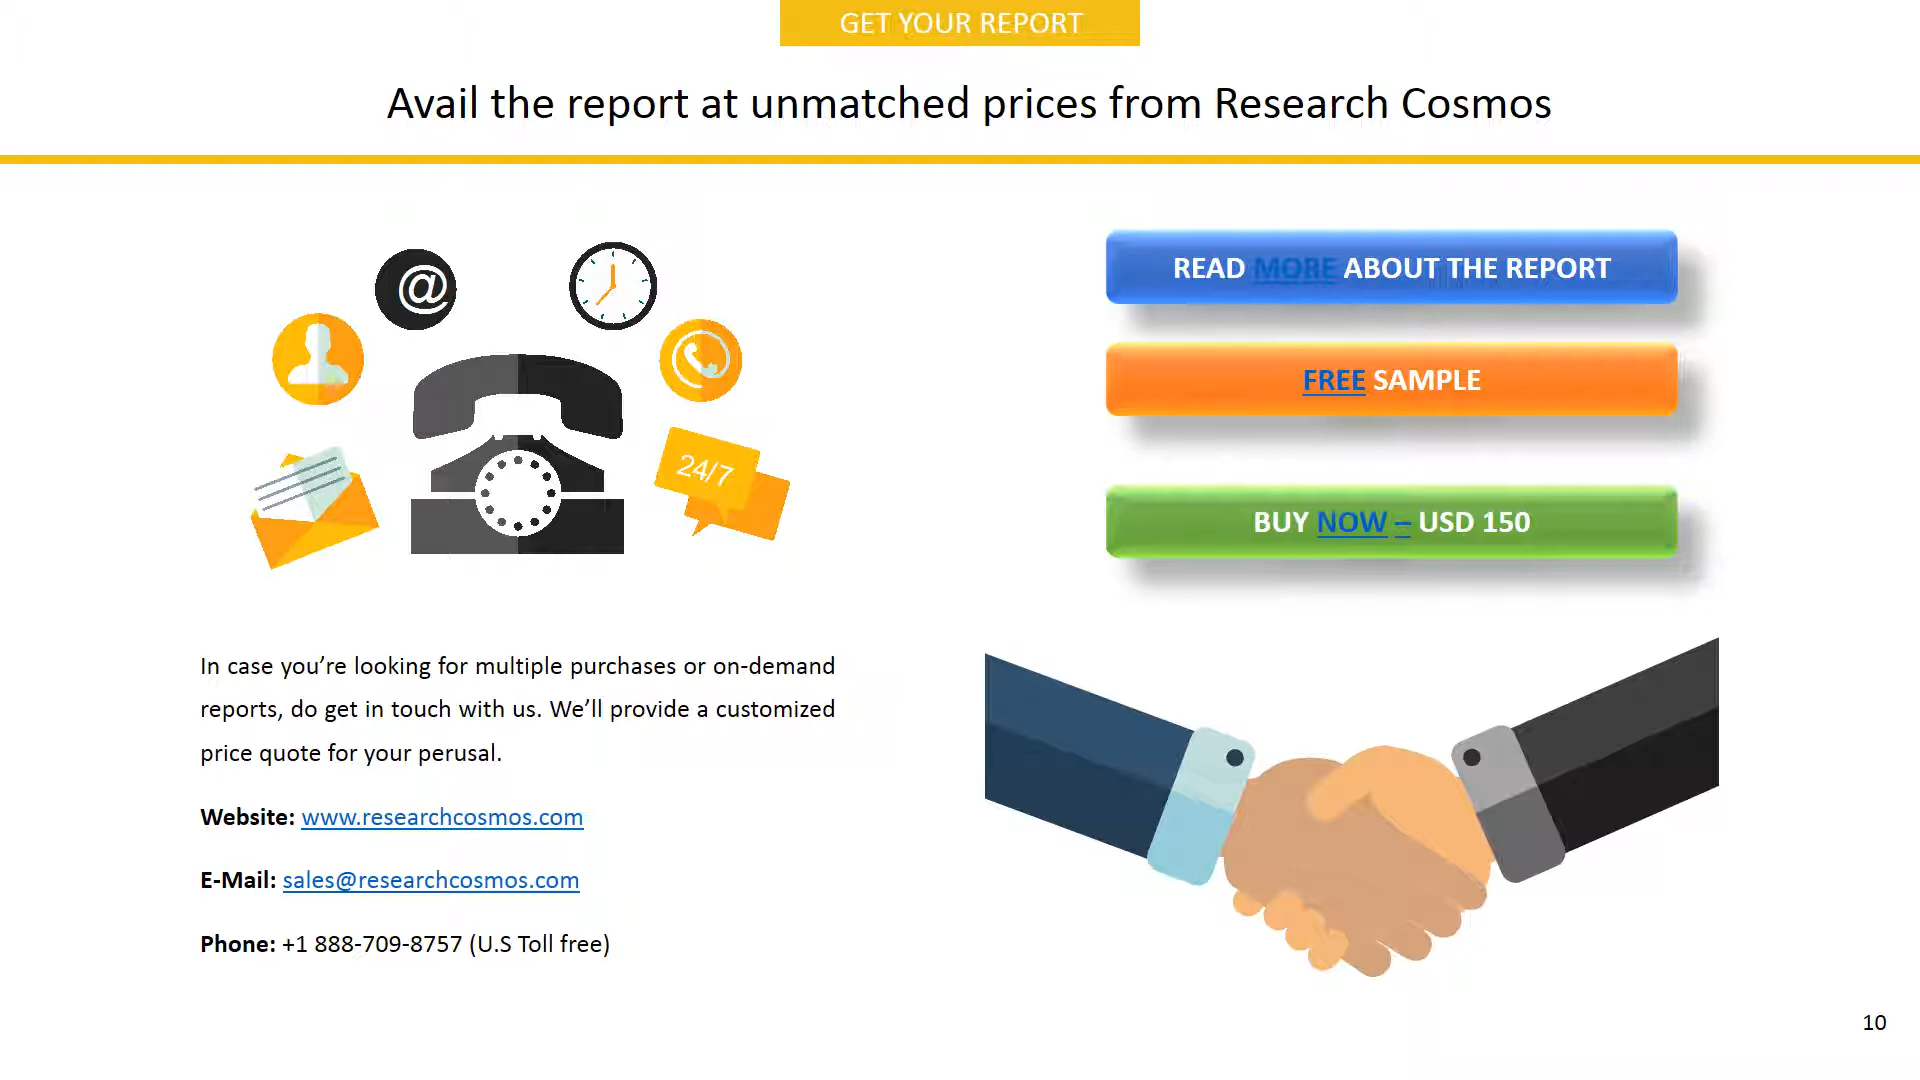 GET YOUR REPORT
Avail the report at unmatched prices from Research Cosmos
@
24/7
READ MORE ABOUT THE REPORT
FREE SAMPLE
BUY NOW – USD 150
In case you’re looking for multiple purchases or on-demand
reports, do get in touch with us. We’ll provide a customized
price quote for your perusal.
Website: www.researchcosmos.com
E-Mail: sales@researchcosmos.com
Phone: +1 888-709-8757 (U.S Toll free)
10